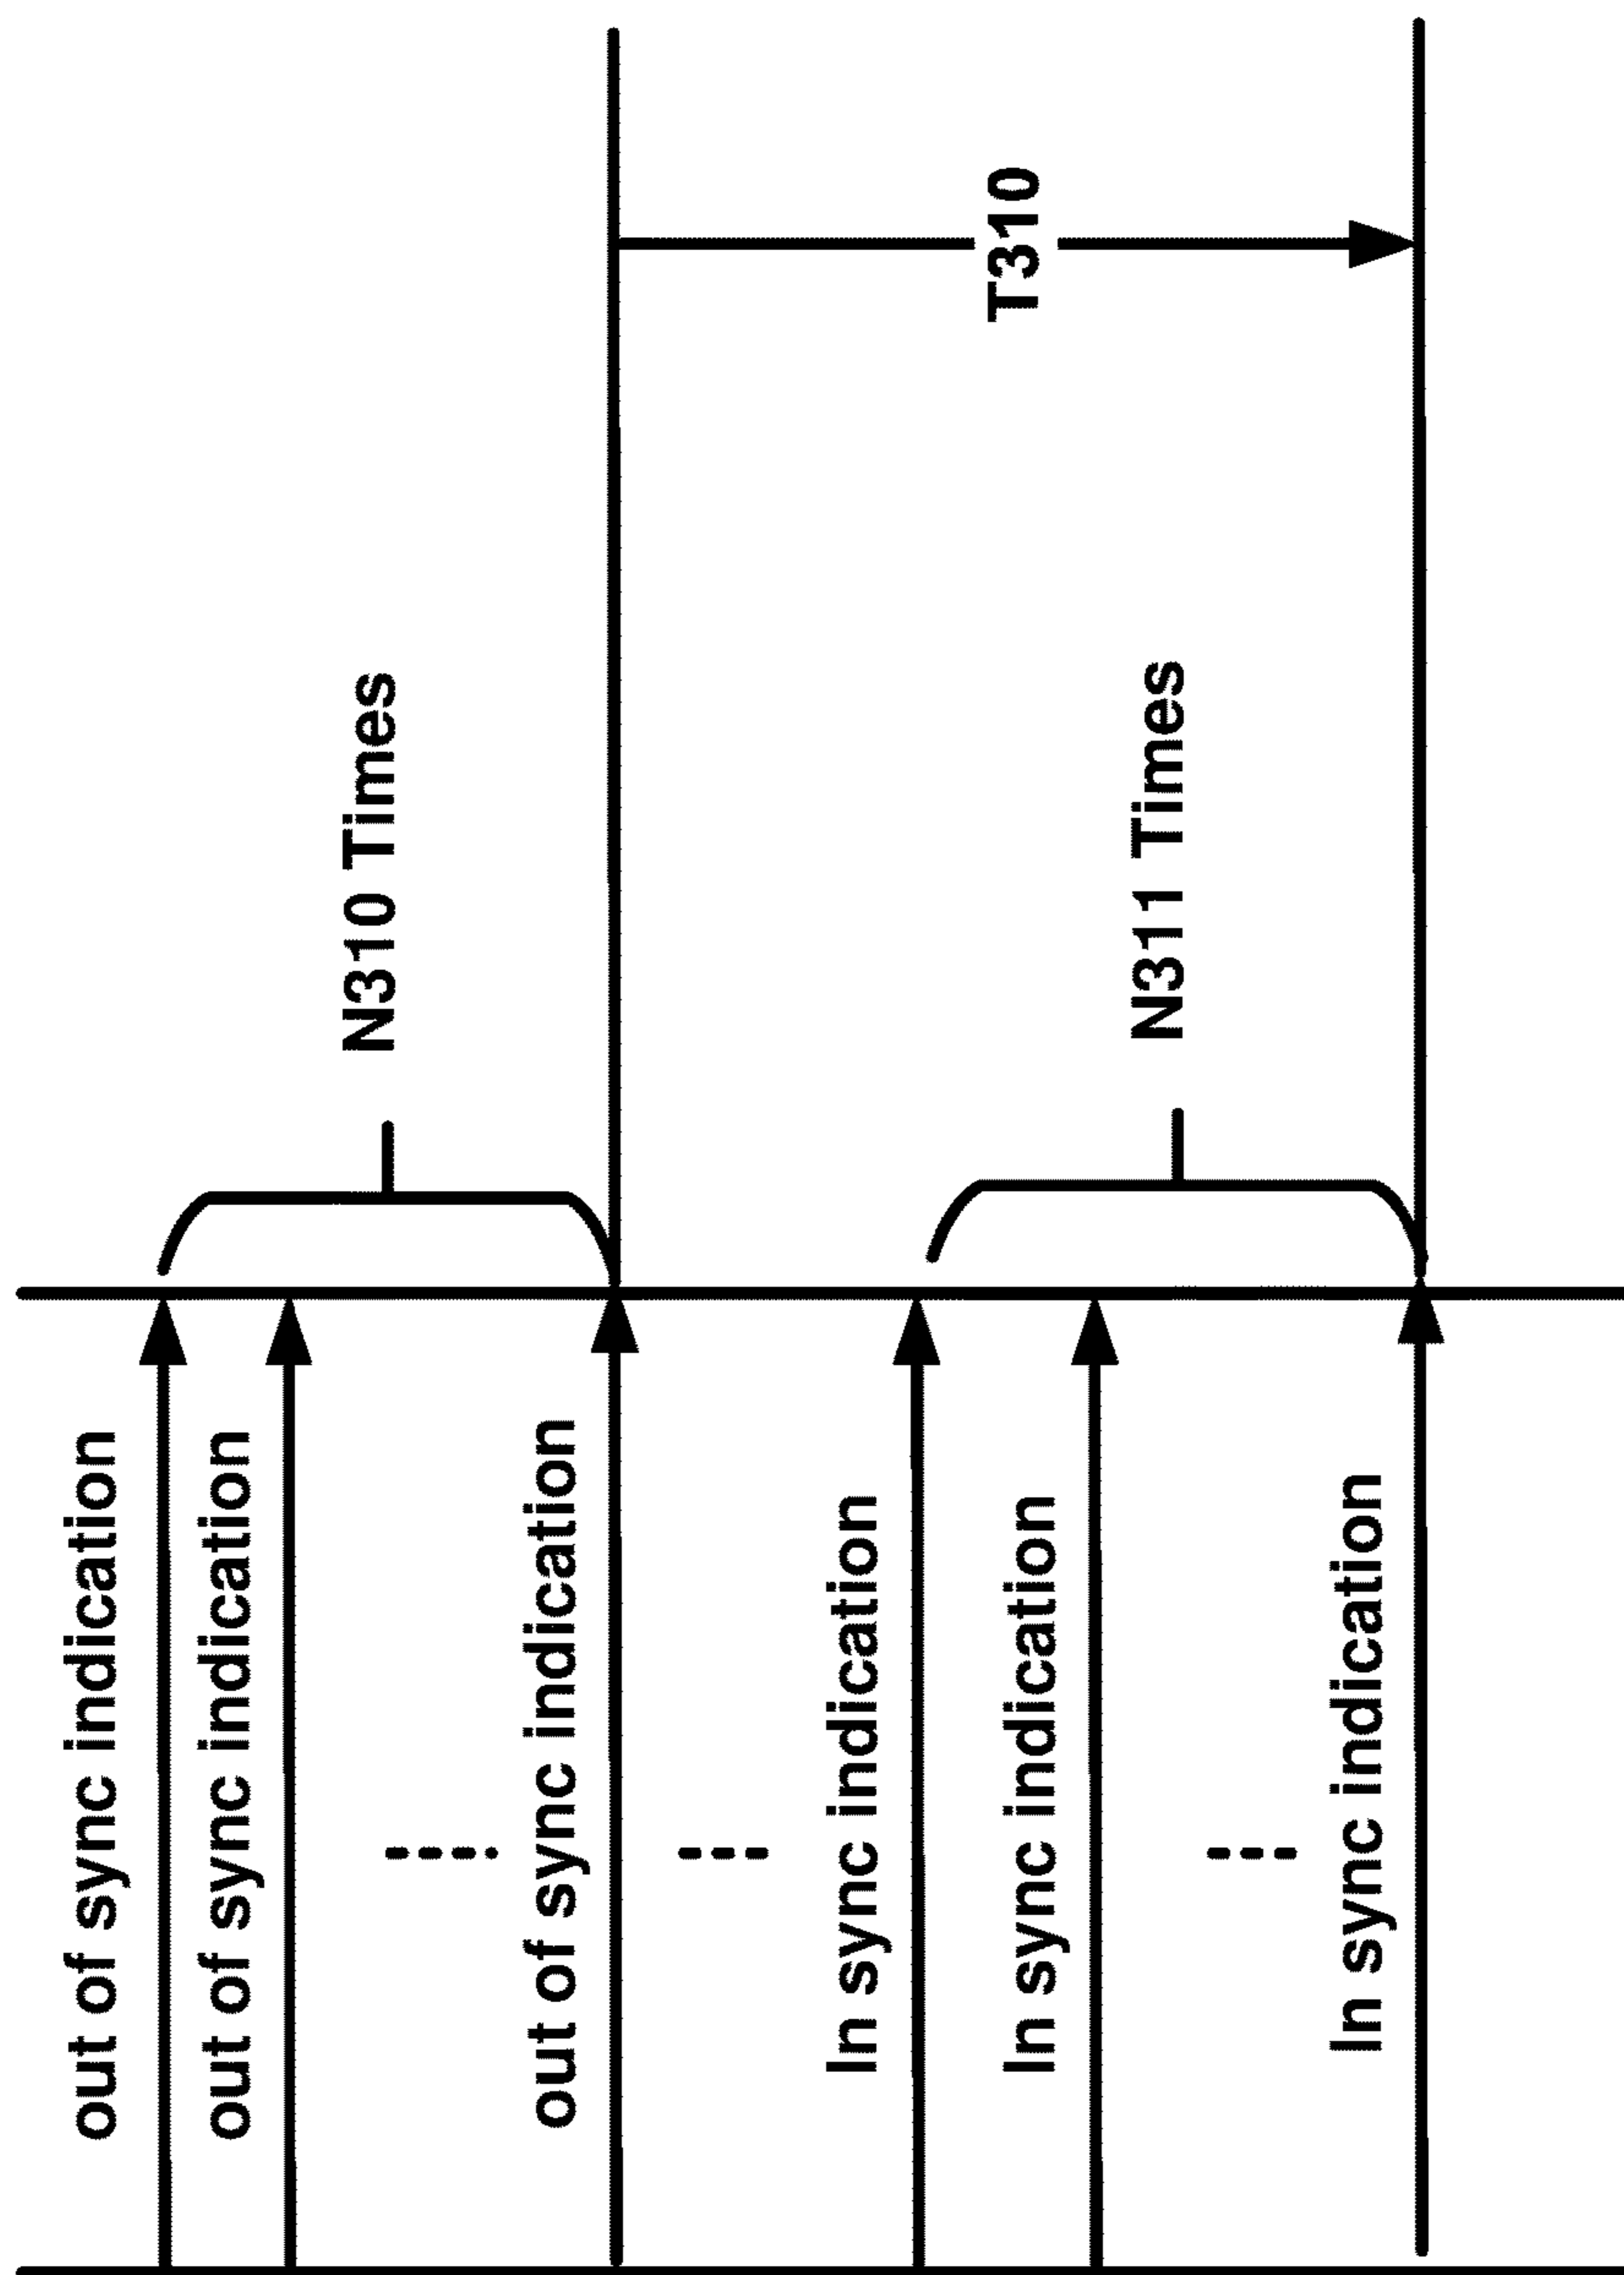 out of sync indication
out of sync indication
N310 Times
out of sync indication
In sync indication
T310
In sync indication
N311 Times
In sync indication